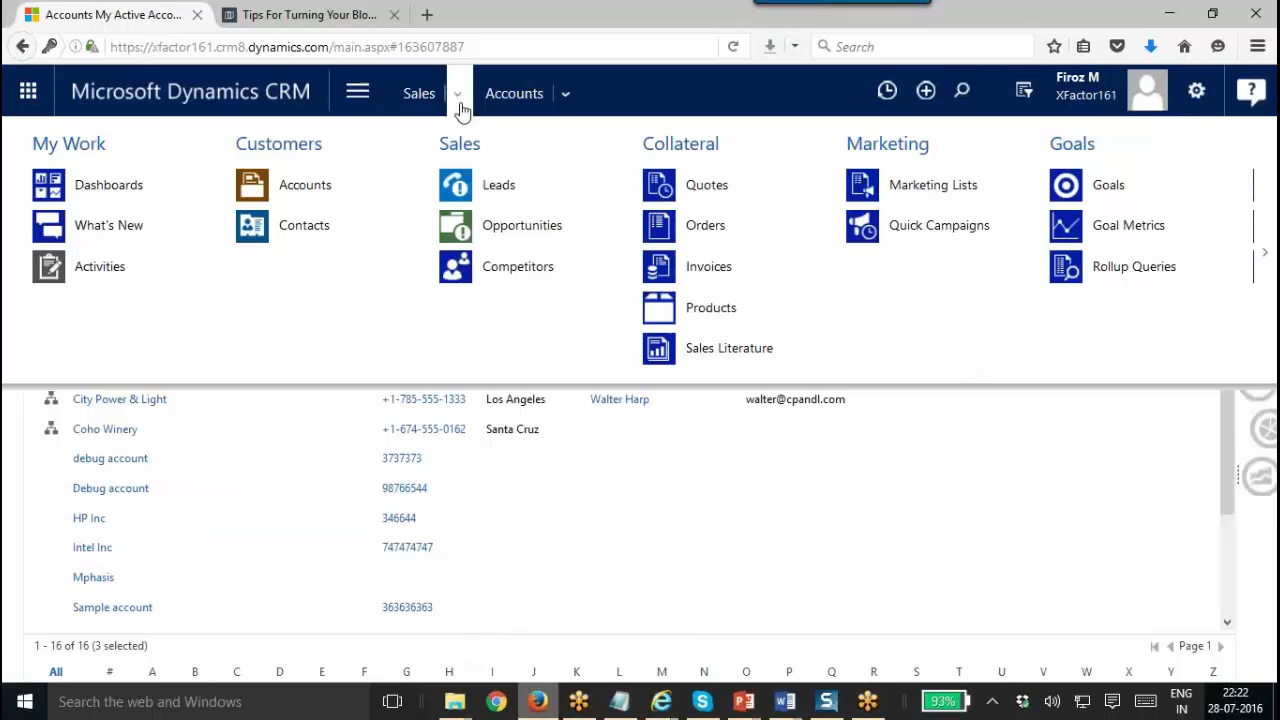 Accounts My Active Acco...
Tips For Turning Your Blo...
https://xfactor161.crm8.dynamics.com/main.aspx#163607887
Search
Microsoft Dynamics CRM
Sales
Accounts
Firoz M
XFactor161
?
My Work
Customers
Sales
Collateral
Marketing
Goals
Dashboards
Accounts
Leads
Quotes
Marketing Lists
Goals
What's New
Contacts
Opportunities
Orders
Quick Campaigns
Goal Metrics
Activities
Competitors
Invoices
Rollup Queries
Products
Sales Literature
City Power & Light +1-785-555-1333 Los Angeles Walter Harp walter@cpandl.com
Coho Winery +1-674-555-0162 Santa Cruz
debug account 3737373
Debug account 98766544
HP Inc 346644
Intel Inc 747474747
Mphasis
Sample account 363636363
1 - 16 of 16 (3 selected)
Page 1
All # A B C D E F G H I J K L M N O P Q R S T U V W X Y Z
Search the web and Windows
93%
ENG
IN
22:22
28-07-2016